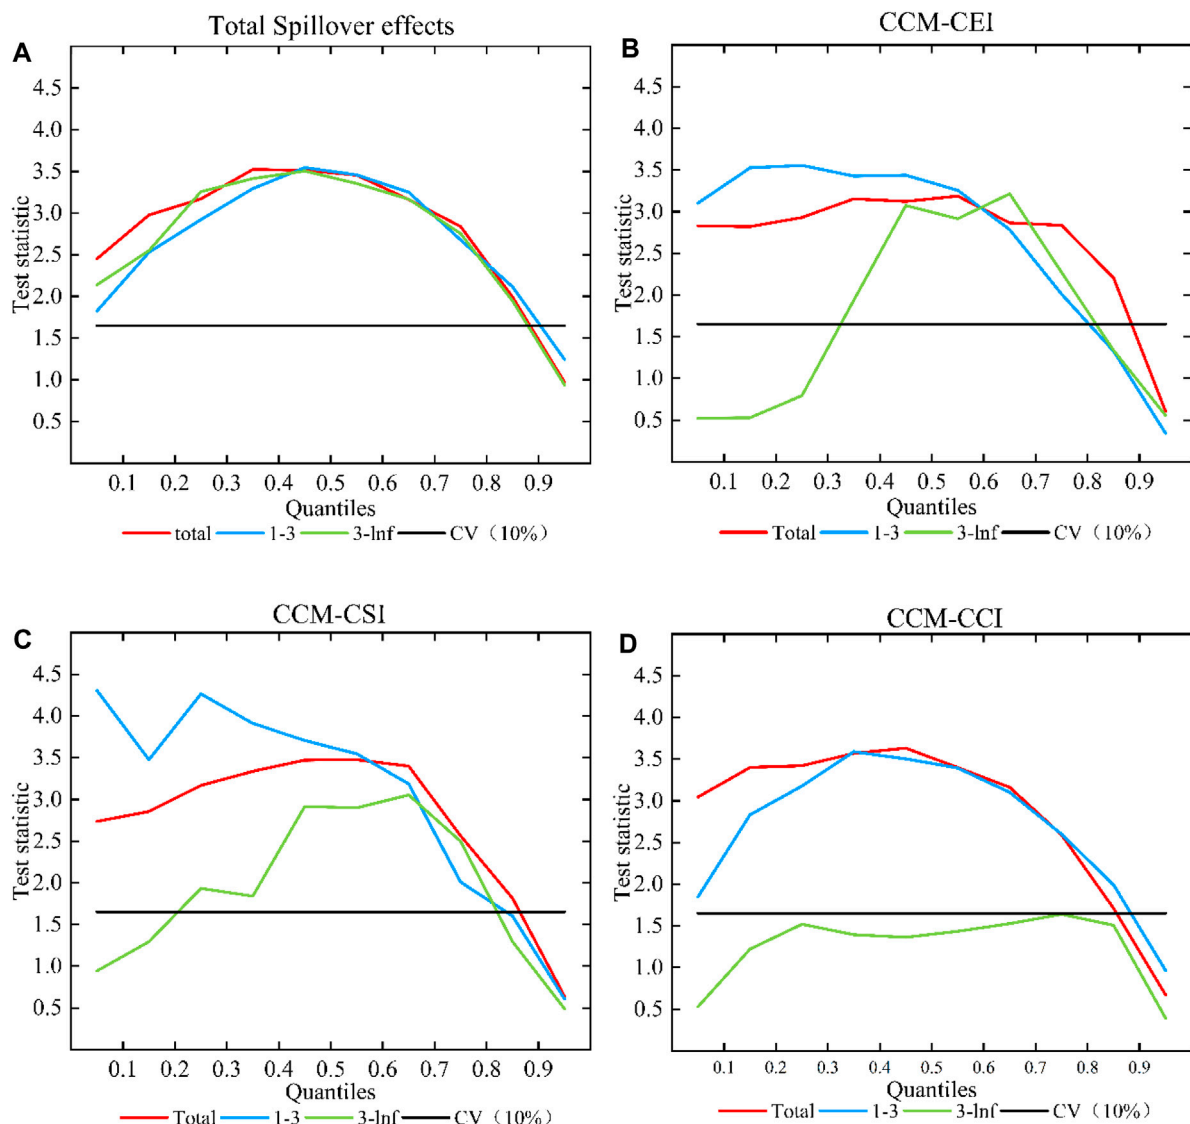 A
Total Spillover effects
Test statistic
4.5
4.0
3.5
3.0
2.5
2.0
1.5
1.0
0.5
0.1 0.2 0.3 0.4 0.5 0.6 0.7 0.8 0.9
Quantiles
total 1-3 3-lnf CV（10%）
B
CCM-CEI
Test statistic
4.5
4.0
3.5
3.0
2.5
2.0
1.5
1.0
0.5
0.1 0.2 0.3 0.4 0.5 0.6 0.7 0.8 0.9
Quantiles
Total 1-3 3-lnf CV（10%）
C
CCM-CSI
Test statistic
4.5
4.0
3.5
3.0
2.5
2.0
1.5
1.0
0.5
0.1 0.2 0.3 0.4 0.5 0.6 0.7 0.8 0.9
Quantiles
Total 1-3 3-lnf CV（10%）
D
CCM-CCI
Test statistic
4.5
4.0
3.5
3.0
2.5
2.0
1.5
1.0
0.5
0.1 0.2 0.3 0.4 0.5 0.6 0.7 0.8 0.9
Quantiles
Total 1-3 3-lnf CV（10%）